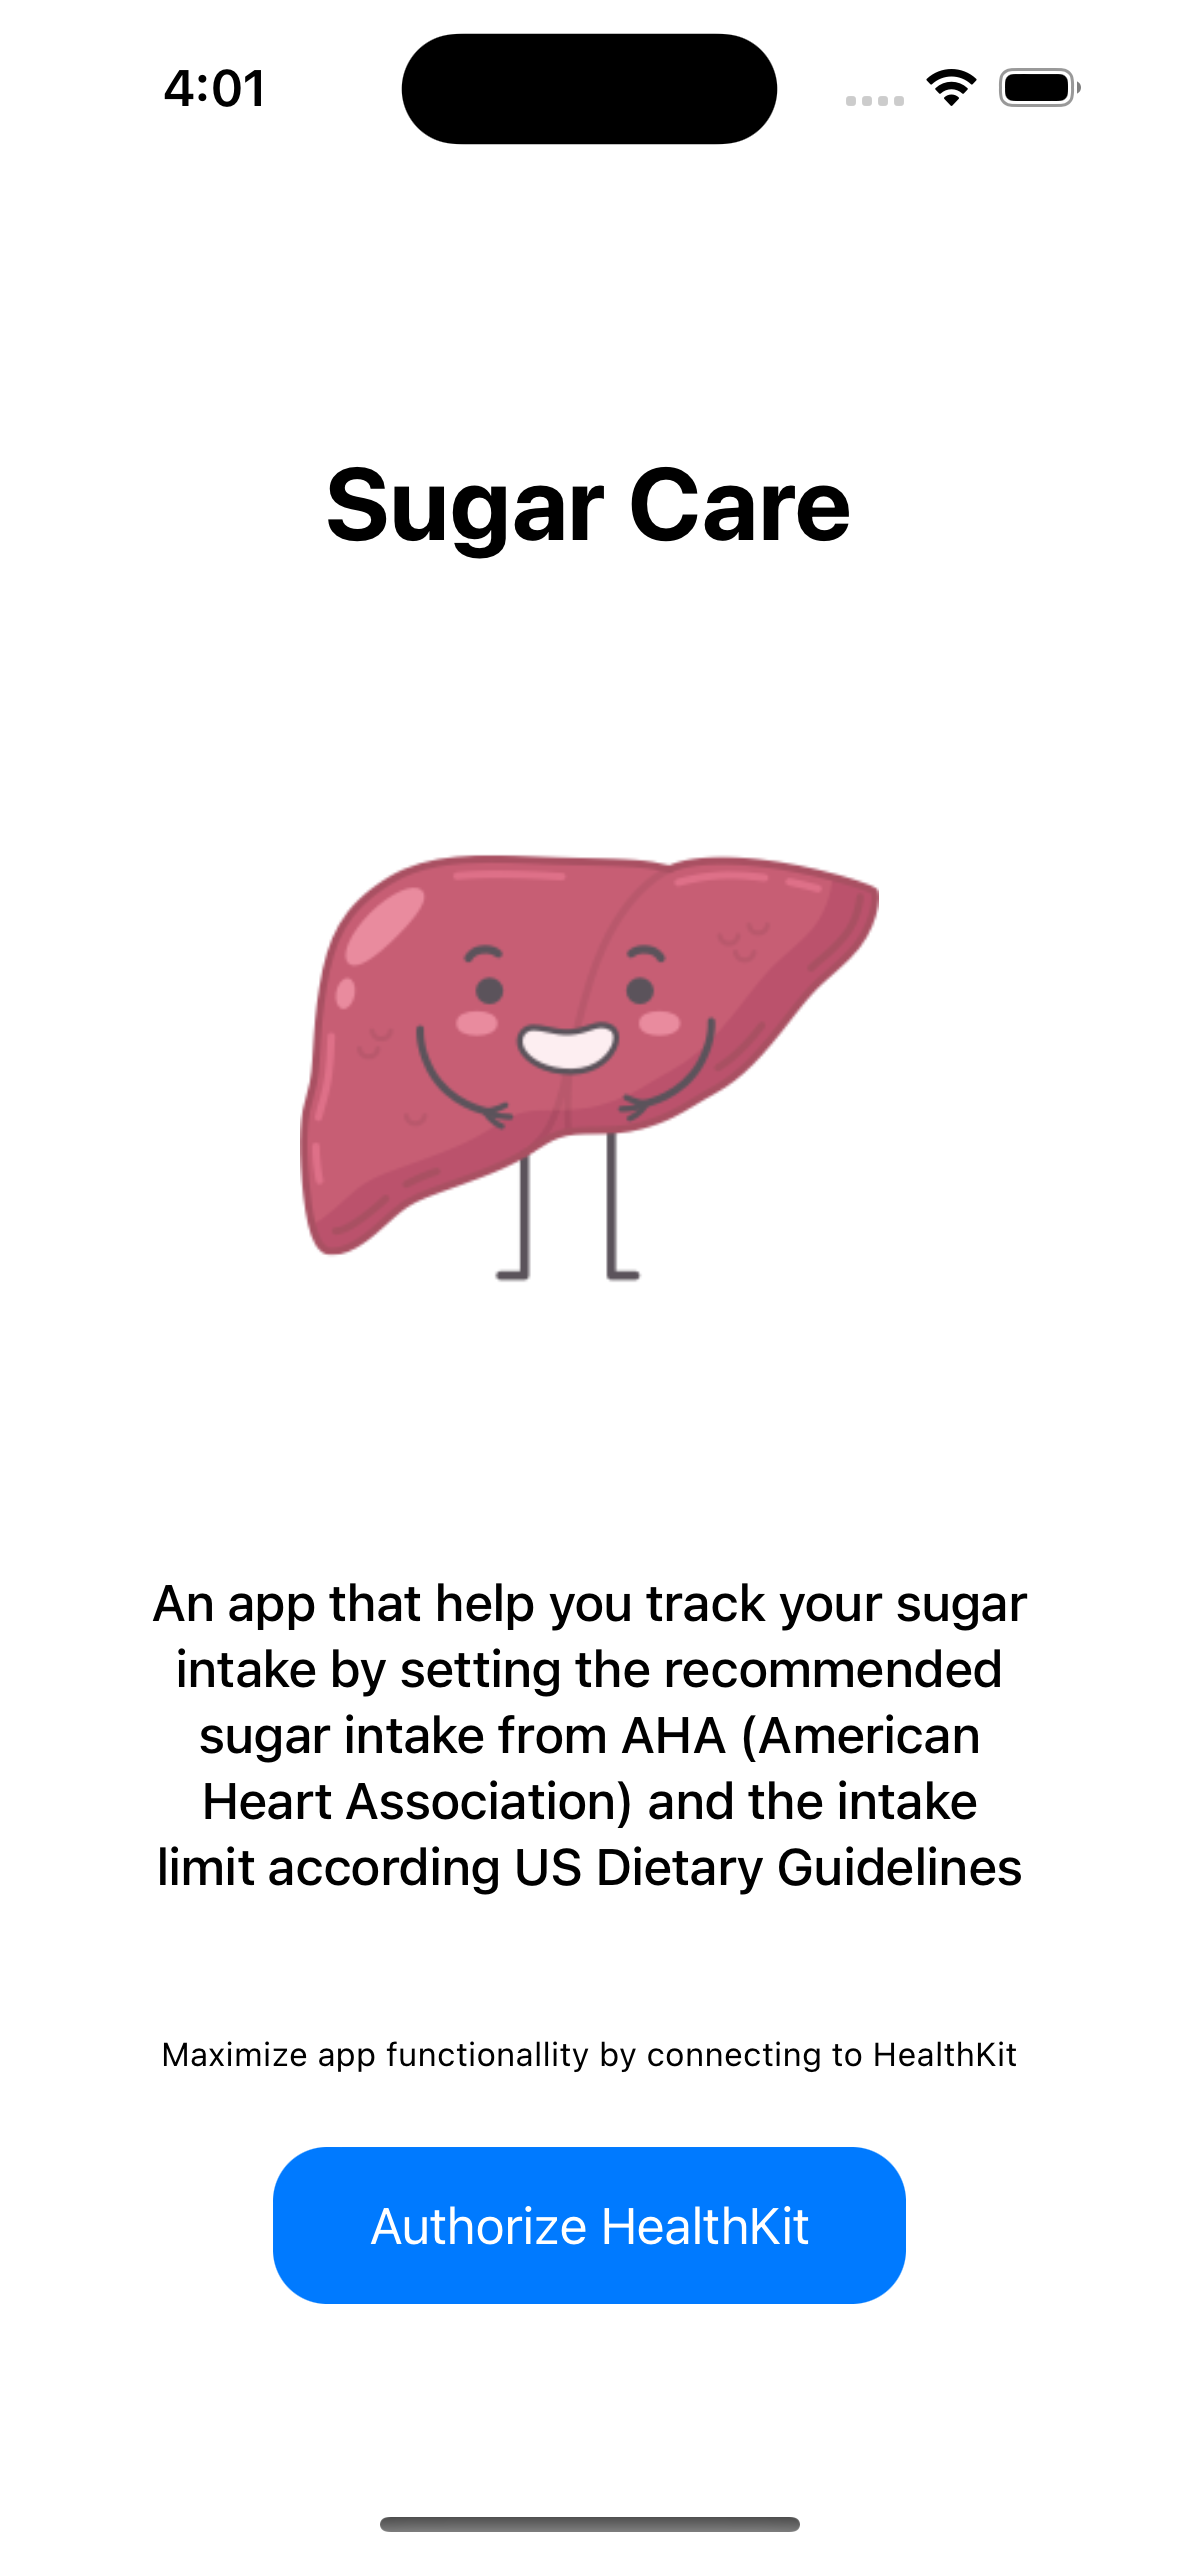 4:01
Sugar Care
An app that help you track your sugar
intake by setting the recommended
sugar intake from AHA (American
Heart Association) and the intake
limit according US Dietary Guidelines
Maximize app functionallity by connecting to HealthKit
Authorize HealthKit